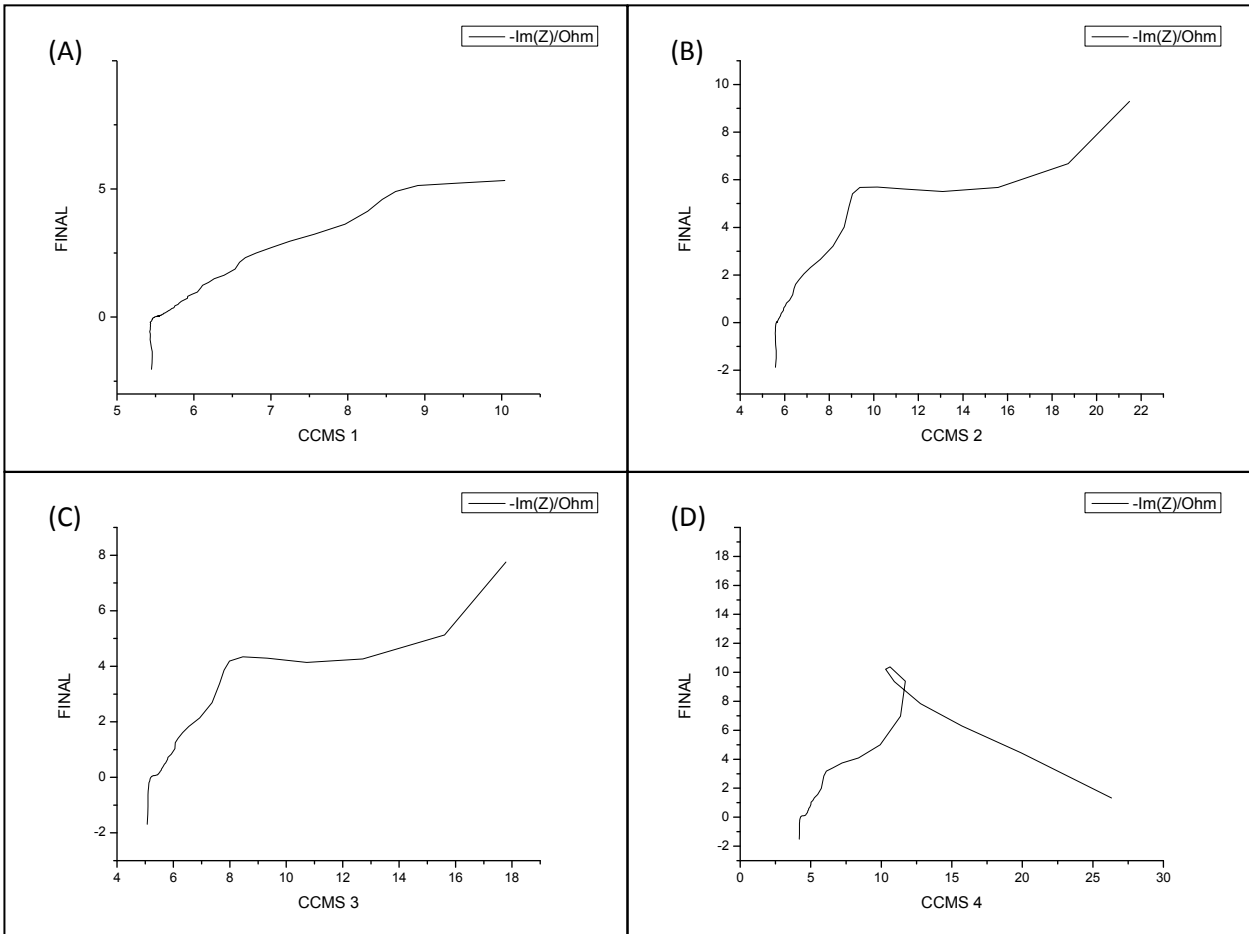 (A)
-Im(Z)/Ohm
5
0
FINAL
5 6 7 8 9 10
CCMS 1
(B)
-Im(Z)/Ohm
10
8
6
4
2
0
-2
FINAL
4 6 8 10 12 14 16 18 20 22
CCMS 2
(C)
-Im(Z)/Ohm
8
6
4
2
0
-2
FINAL
4 6 8 10 12 14 16 18
CCMS 3
(D)
-Im(Z)/Ohm
18
16
14
12
10
8
6
4
2
0
-2
FINAL
0 5 10 15 20 25 30
CCMS 4